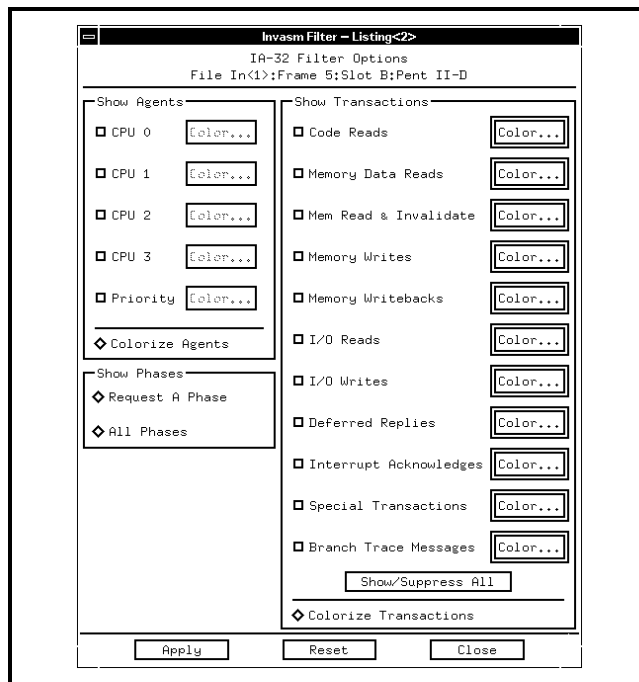 Invasm Filter – Listing<2>
IA-32 Filter Options
File In<1>:Frame 5:Slot B:Pent II-D
Show Agents
CPU 0 Color...
CPU 1 Color...
CPU 2 Color...
CPU 3 Color...
Priority Color...
Colorize Agents
Show Phases
Request A Phase
All Phases
Show Transactions
Code Reads Color...
Memory Data Reads Color...
Mem Read & Invalidate Color...
Memory Writes Color...
Memory Writebacks Color...
I/O Reads Color...
I/O Writes Color...
Deferred Replies Color...
Interrupt Acknowledges Color...
Special Transactions Color...
Branch Trace Messages Color...
Show/Suppress All
Colorize Transactions
Apply Reset Close